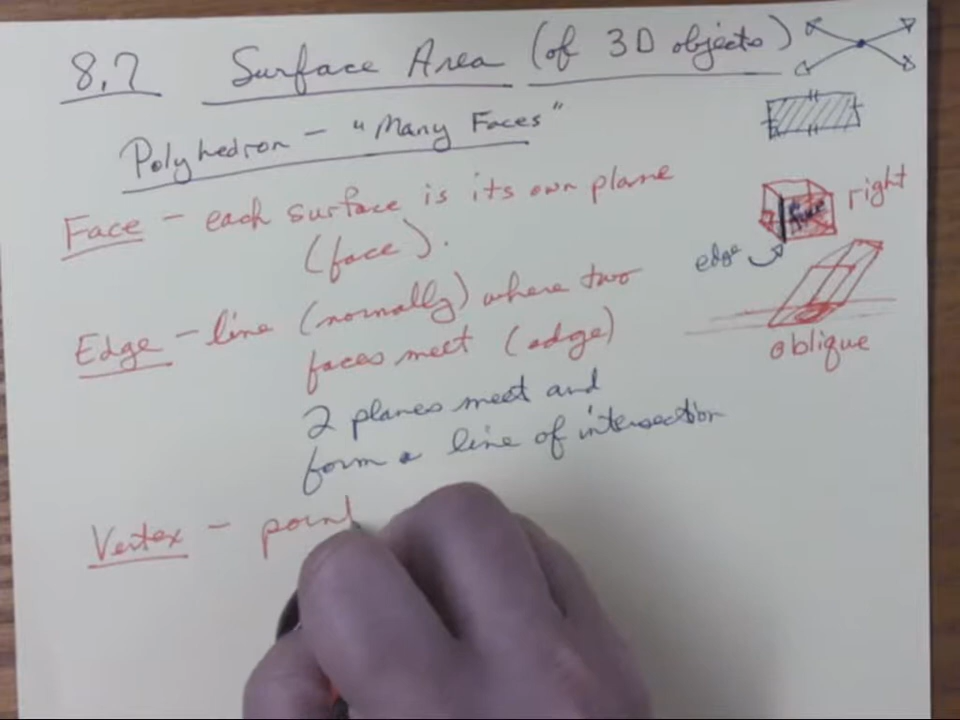 8.7 Surface Area (of 3D objects)
Polyhedron - "Many Faces"
Face - each surface is its own plane
(face).
right
face
edge
Edge - line (normally) where two
faces meet (edge)
oblique
2 planes meet and
form a line of intersection
Vertex - point